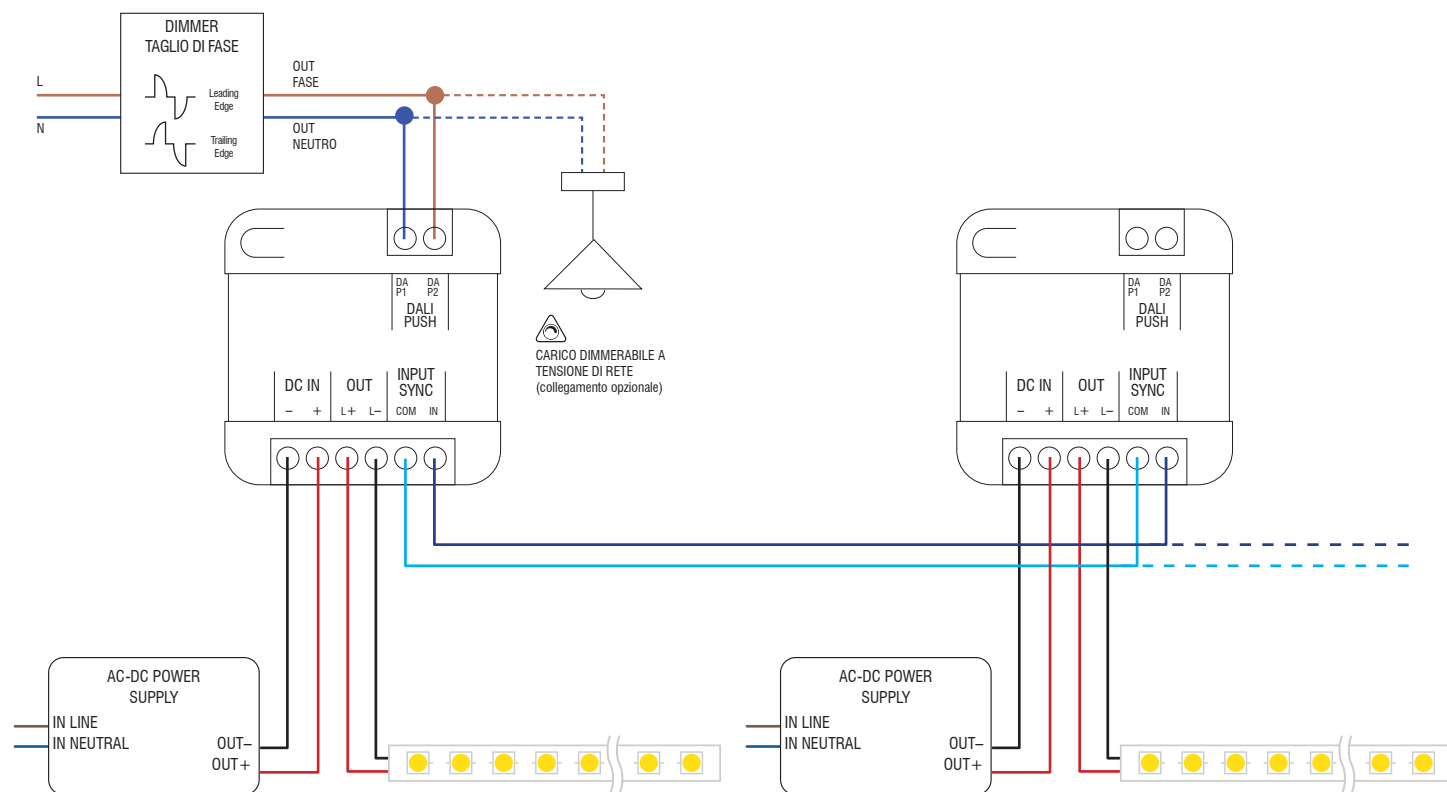 DIMMER
TAGLIO DI FASE
L
N
Leading
Edge
Trailing
Edge
OUT
FASE
OUT
NEUTRO
DA DA
P1 P2
DALI
PUSH
DC IN OUT INPUT
SYNC
− + L+ L− COM IN
CARICO DIMMERABILE A
TENSIONE DI RETE
(collegamento opzionale)
DA DA
P1 P2
DALI
PUSH
DC IN OUT INPUT
SYNC
− + L+ L− COM IN
AC-DC POWER
SUPPLY
IN LINE
IN NEUTRAL
OUT−
OUT+
AC-DC POWER
SUPPLY
IN LINE
IN NEUTRAL
OUT−
OUT+